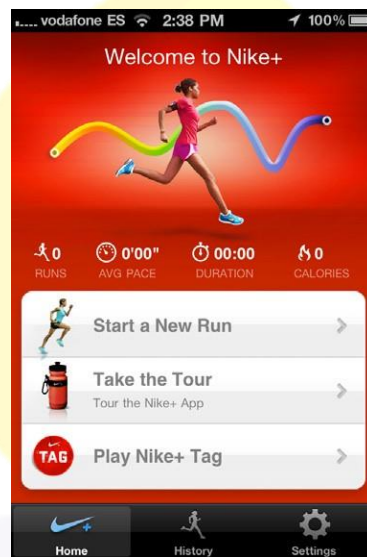 vodafone ES 2:38 PM 100%
Welcome to Nike+
0 0'00" 00:00 0
RUNS AVG PACE DURATION CALORIES
Start a New Run
Take the Tour
Tour the Nike+ App
TAG Play Nike+ Tag
Home History Settings